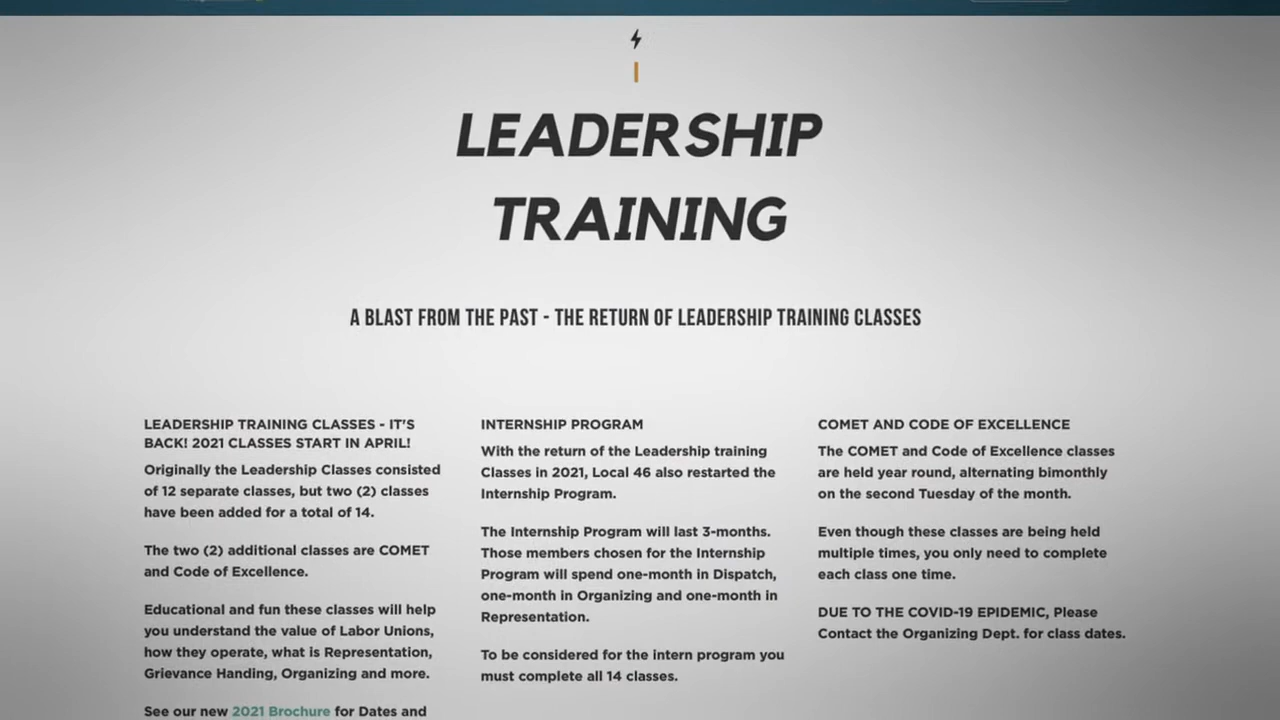 LEADERSHIP
TRAINING
A BLAST FROM THE PAST - THE RETURN OF LEADERSHIP TRAINING CLASSES
LEADERSHIP TRAINING CLASSES - IT'S
BACK! 2021 CLASSES START IN APRIL!
Originally the Leadership Classes consisted
of 12 separate classes, but two (2) classes
have been added for a total of 14.
The two (2) additional classes are COMET
and Code of Excellence.
Educational and fun these classes will help
you understand the value of Labor Unions,
how they operate, what is Representation,
Grievance Handing, Organizing and more.
See our new 2021 Brochure for Dates and
INTERNSHIP PROGRAM
With the return of the Leadership training
Classes in 2021, Local 46 also restarted the
Internship Program.
The Internship Program will last 3-months.
Those members chosen for the Internship
Program will spend one-month in Dispatch,
one-month in Organizing and one-month in
Representation.
To be considered for the intern program you
must complete all 14 classes.
COMET AND CODE OF EXCELLENCE
The COMET and Code of Excellence classes
are held year round, alternating bimonthly
on the second Tuesday of the month.
Even though these classes are being held
multiple times, you only need to complete
each class one time.
DUE TO THE COVID-19 EPIDEMIC, Please
Contact the Organizing Dept. for class dates.